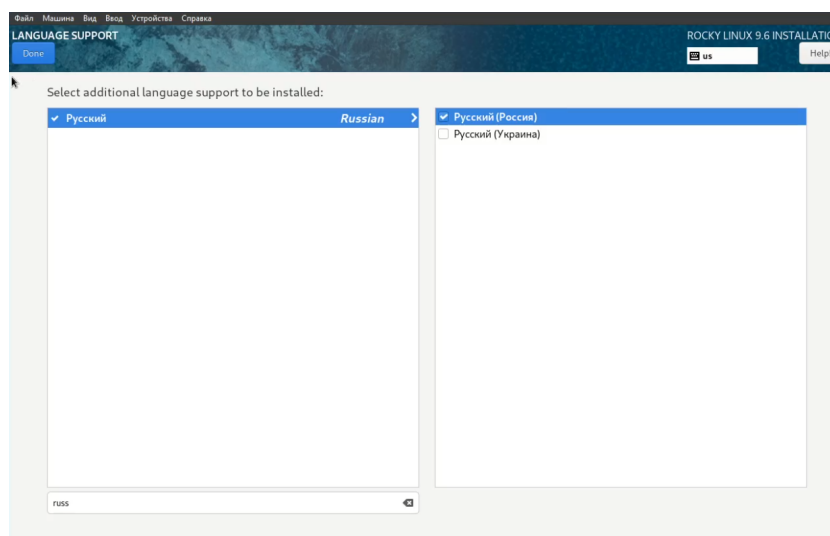 Файл Машина Вид Ввод Устройства Справка
LANGUAGE SUPPORT
ROCKY LINUX 9.6 INSTALLATIO
Done
us
Help!
Select additional language support to be installed:
Русский Russian
Русский (Россия)
Русский (Украина)
russ